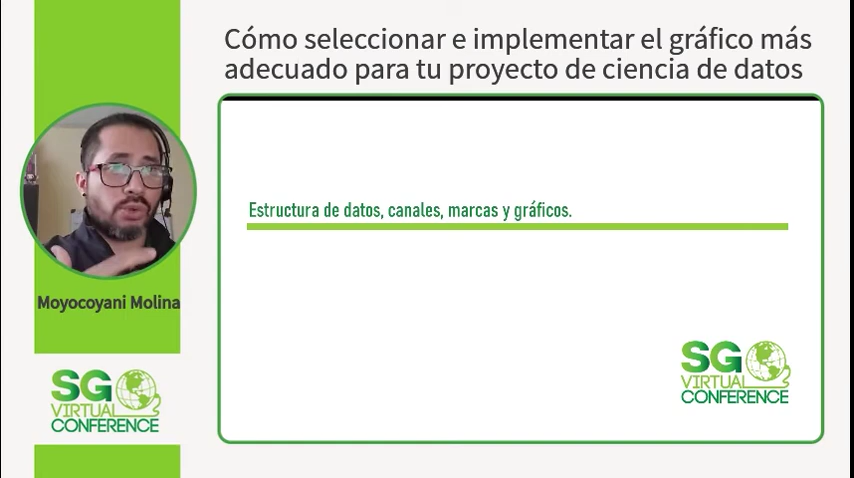 Cómo seleccionar e implementar el gráfico más
adecuado para tu proyecto de ciencia de datos
Estructura de datos, canales, marcas y gráficos.
Moyocoyani Molina
SG
VIRTUAL
CONFERENCE
SG
VIRTUAL
CONFERENCE